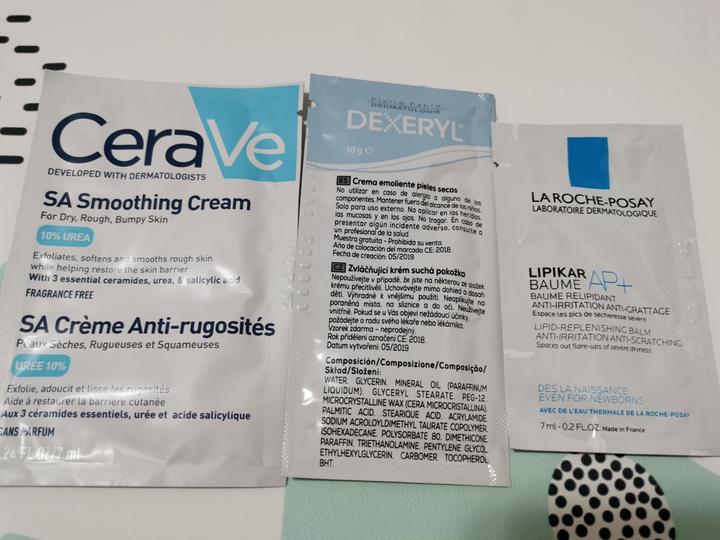 CeraVe
DEVELOPED WITH DERMATOLOGISTS
SA Smoothing Cream
For Dry, Rough, Bumpy Skin
10% UREA
Exfoliates, softens and smooths rough skin
while helping restore the skin barrier
With 3 essential ceramides, urea, & salicylic acid
FRAGRANCE FREE
SA Crème Anti-rugosités
Peaux Sèches, Rugueuses et Squameuses
URÉE 10%
Exfolie, adoucit et lisse les rugosités
Aide à restaurer la barrière cutanée
Aux 3 céramides essentiels, urée et acide salicylique
SANS PARFUM
.24 FL OZ/7 ml
Pierre Fabre
DERMATOLOGIE
DEXERYL®
10 g e
ES Crema emoliente pieles secas
No utilizar en caso de alergia a alguno de los
componentes. Mantener fuera del alcance de los niños.
Solo para uso externo. No aplicar en las heridas,
las mucosas y en los ojos. No tragar. En caso de
presentar algún incidente adverso, consulte a
un profesional de la salud.
Muestra gratuita - Prohibida su venta.
Año de colocación del marcado CE: 2018.
Fecha de creación: 05/2019
CZ Zvláčňující krém suchá pokožka
Nepoužívejte v případě, že jste na některou ze složek
krému přecitlivělí. Uchovávejte mimo dohled a dosah
dětí. Výhradně k vnějšímu použití. Neaplikujte na
poraněná místa, na sliznice a do očí. Neužívejte
vnitřně. Pokud se u Vás objeví nežádoucí účinky,
požádejte o radu svého lékaře nebo lékárníka.
Vzorek zdarma – neprodejný.
Rok přidělení označení CE: 2018.
Datum vytvoření: 05/2019
Composición/Composizione/Composição/
Skład/Složení:
WATER, GLYCERIN, MINERAL OIL (PARAFFINUM
LIQUIDUM), GLYCERYL STEARATE, PEG-12,
MICROCRYSTALLINE WAX (CERA MICROCRISTALLINA),
PALMITIC ACID, STEARIQUE ACID, ACRYLAMIDE
SODIUM ACROLOYLDIMETHYL TAURATE COPOLYMER,
ISOHEXADECANE, POLYSORBATE 80, DIMETHICONE,
PARAFFIN, TRIETHANOLAMINE, PENTYLENE GLYCOL,
ETHYLHEXYLGLYCERIN, CARBOMER, TOCOPHEROL,
BHT.
LA ROCHE-POSAY
LABORATOIRE DERMATOLOGIQUE
LIPIKAR
BAUME AP+
BAUME RELIPIDANT
ANTI-IRRITATION ANTI-GRATTAGE
Espace les pics de sécheresse sévère
LIPID-REPLENISHING BALM
ANTI-IRRITATION ANTI-SCRATCHING
Spaces out flare-ups of severe dryness
DÈS LA NAISSANCE
EVEN FOR NEWBORNS
AVEC DE L'EAU THERMALE DE LA ROCHE-POSAY
7 ml - 0.2 FL.OZ. Made in France